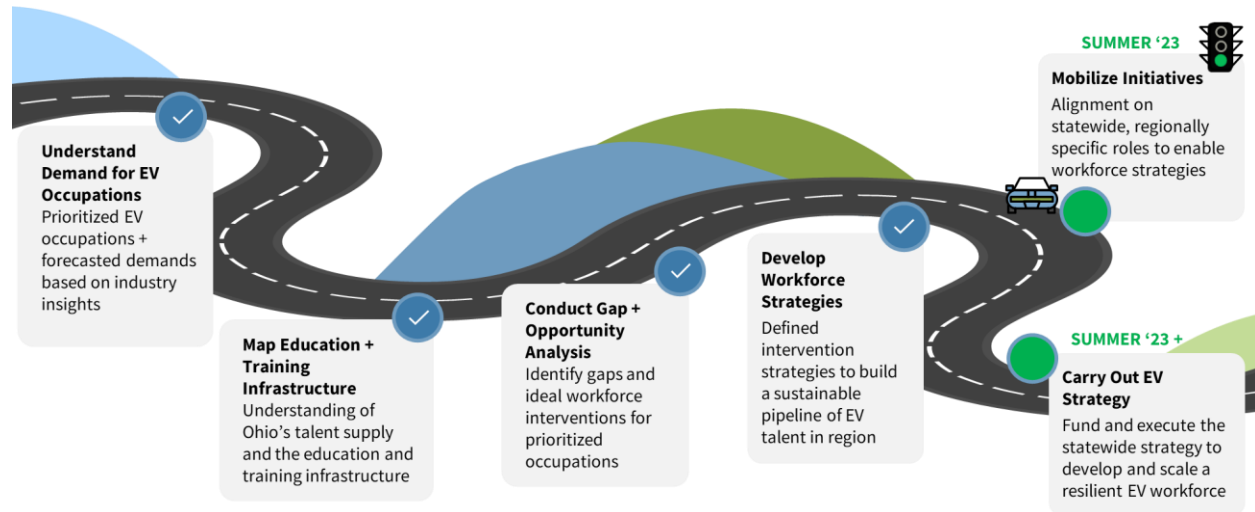 Understand
Demand for EV
Occupations
Prioritized EV
occupations +
forecasted demands
based on industry
insights
Map Education +
Training
Infrastructure
Understanding of
Ohio’s talent supply
and the education and
training infrastructure
Conduct Gap +
Opportunity
Analysis
Identify gaps and
ideal workforce
interventions for
prioritized
occupations
Develop
Workforce
Strategies
Defined
intervention
strategies to build
a sustainable
pipeline of EV
talent in region
SUMMER ‘23
Mobilize Initiatives
Alignment on
statewide, regionally
specific roles to enable
workforce strategies
SUMMER ‘23 +
Carry Out EV
Strategy
Fund and execute the
statewide strategy to
develop and scale a
resilient EV workforce